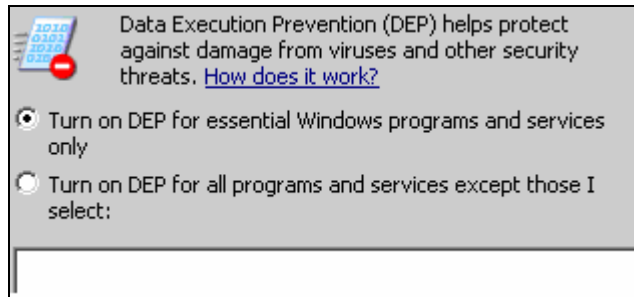 Data Execution Prevention (DEP) helps protect
against damage from viruses and other security
threats. How does it work?
Turn on DEP for essential Windows programs and services
only
Turn on DEP for all programs and services except those I
select: